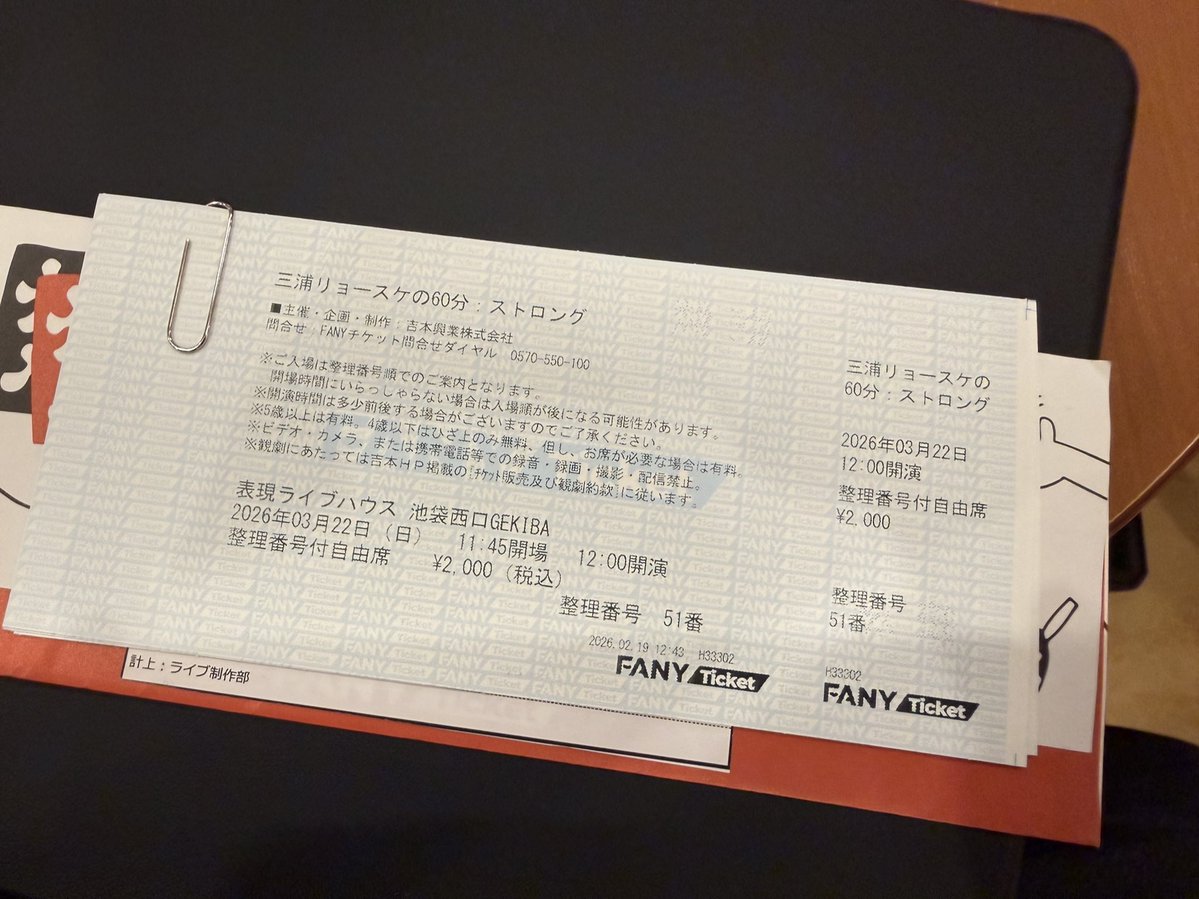 三浦リョースケの60分：ストロング
■主催・企画・制作：吉本興業株式会社
問合せ：FANYチケット問合せダイヤル 0570-550-100
※ご入場は整理番号順でのご案内となります。
開場時間にいらっしゃらない場合は入場順が後になる可能性があります。
※開演時間は多少前後する場合がございますのでご了承ください。
※5歳以上は有料。4歳以下はひざ上のみ無料、但し、お席が必要な場合は有料。
※ビデオ・カメラ、または携帯電話等での録音・録画・撮影・配信禁止。
※観劇にあたっては吉本HP掲載の「チケット販売及び観劇約款」に従います。
表現ライブハウス 池袋西口GEKIBA
2026年03月22日（日） 11:45開場 12:00開演
整理番号付自由席 ¥2,000（税込）
整理番号 51番
2026.02.19 12:43 H33302
FANY Ticket
三浦リョースケの
60分：ストロング
2026年03月22日
12:00開演
整理番号付自由席
¥2,000
整理番号
51番
H33302
FANY Ticket
計上：ライブ制作部